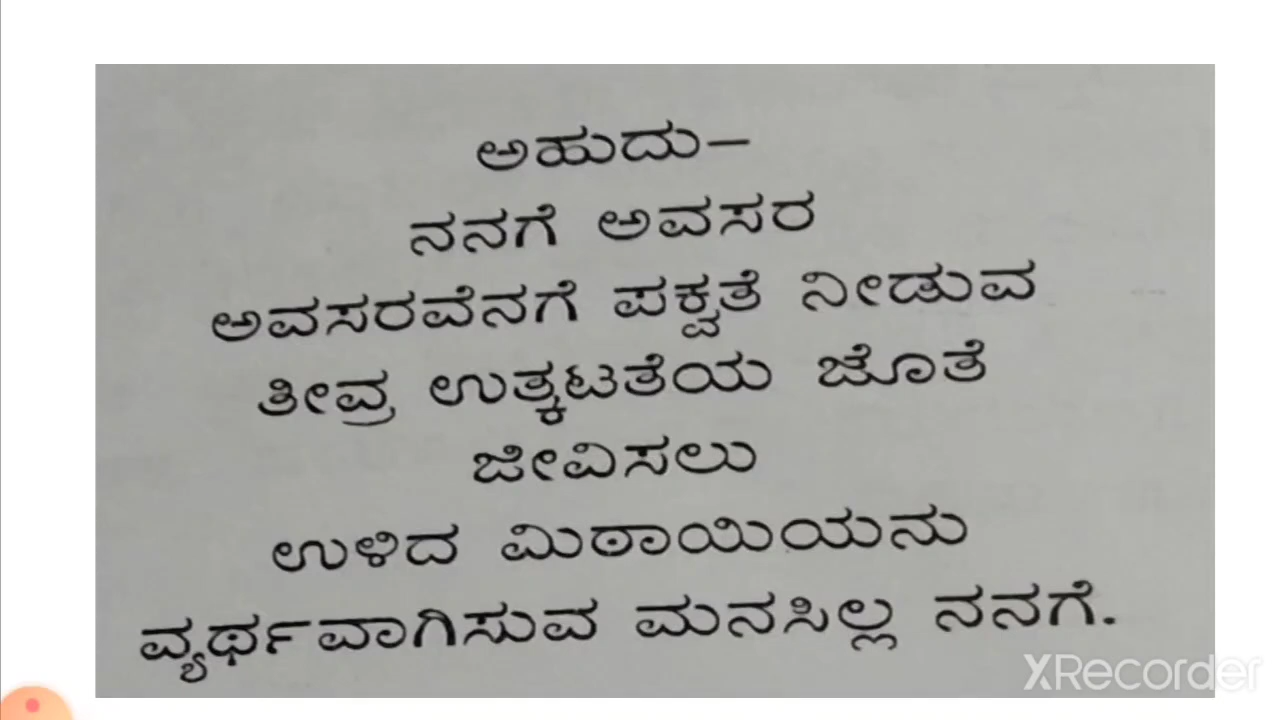 ಅಹುದು–
ನನಗೆ ಅವಸರ
ಅವಸರವೆನಗೆ ಪಕ್ವತೆ ನೀಡುವ
ತೀವ್ರ ಉತ್ಕಟತೆಯ ಜೊತೆ
ಜೀವಿಸಲು
ಉಳಿದ ಮಿಠಾಯಿಯನು
ವ್ಯರ್ಥವಾಗಿಸುವ ಮನಸಿಲ್ಲ ನನಗೆ.
XRecorder